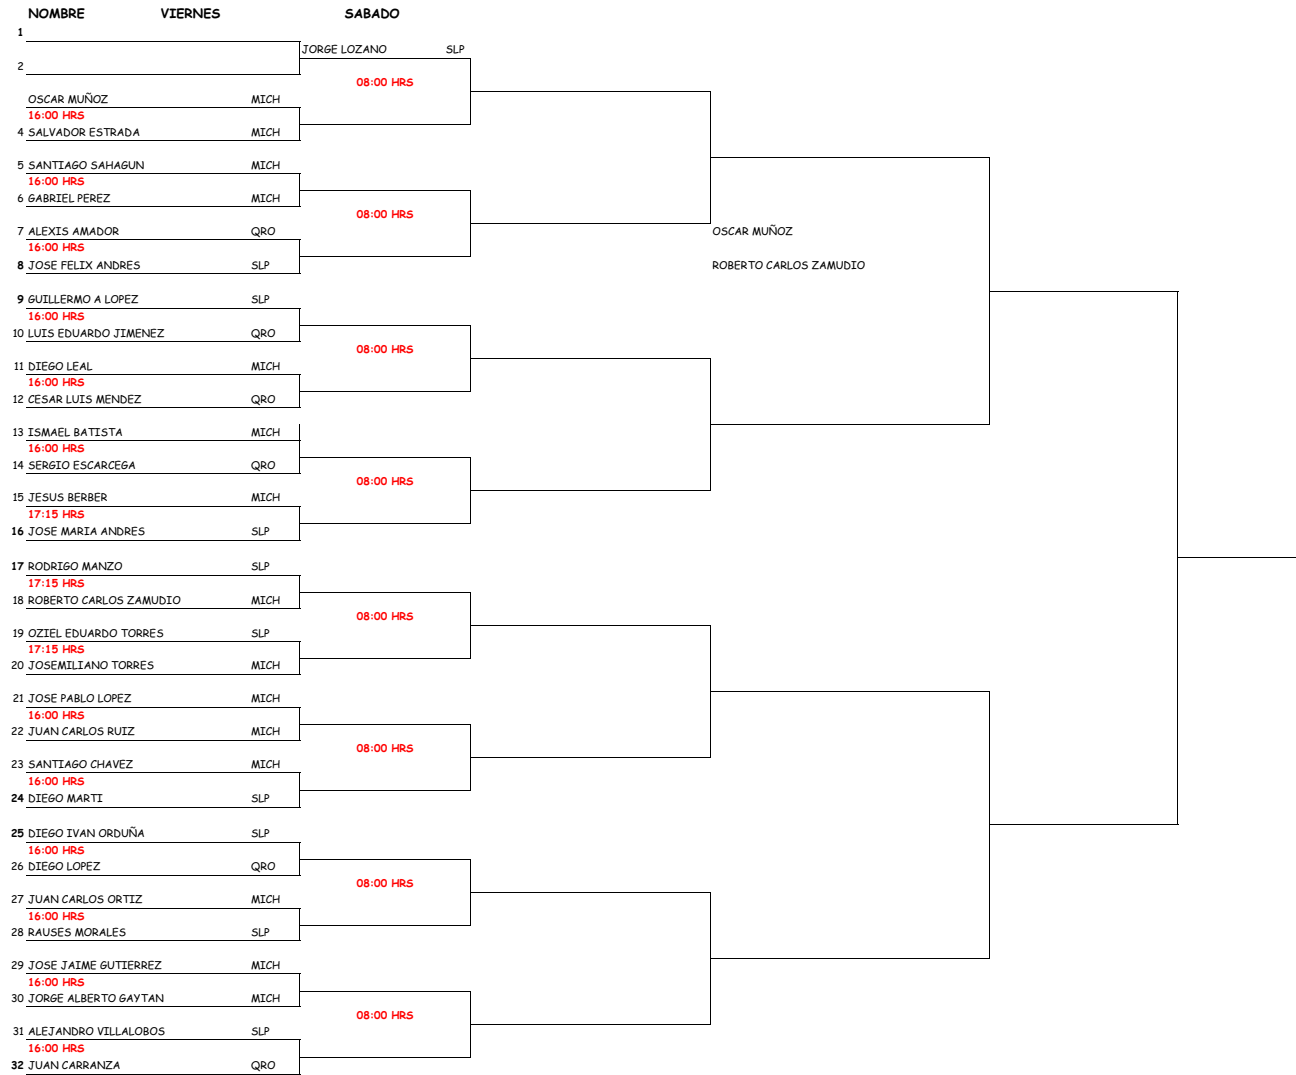 NOMBRE VIERNES SABADO
1
JORGE LOZANO SLP
2
08:00 HRS
OSCAR MUÑOZ MICH
16:00 HRS
4 SALVADOR ESTRADA MICH
5 SANTIAGO SAHAGUN MICH
16:00 HRS
6 GABRIEL PEREZ MICH
08:00 HRS
7 ALEXIS AMADOR QRO
OSCAR MUÑOZ
16:00 HRS
8 JOSE FELIX ANDRES SLP
ROBERTO CARLOS ZAMUDIO
9 GUILLERMO A LOPEZ SLP
16:00 HRS
10 LUIS EDUARDO JIMENEZ QRO
08:00 HRS
11 DIEGO LEAL MICH
16:00 HRS
12 CESAR LUIS MENDEZ QRO
13 ISMAEL BATISTA MICH
16:00 HRS
14 SERGIO ESCARCEGA QRO
08:00 HRS
15 JESUS BERBER MICH
17:15 HRS
16 JOSE MARIA ANDRES SLP
17 RODRIGO MANZO SLP
17:15 HRS
18 ROBERTO CARLOS ZAMUDIO MICH
08:00 HRS
19 OZIEL EDUARDO TORRES SLP
17:15 HRS
20 JOSEMILIANO TORRES MICH
21 JOSE PABLO LOPEZ MICH
16:00 HRS
22 JUAN CARLOS RUIZ MICH
08:00 HRS
23 SANTIAGO CHAVEZ MICH
16:00 HRS
24 DIEGO MARTI SLP
25 DIEGO IVAN ORDUÑA SLP
16:00 HRS
26 DIEGO LOPEZ QRO
08:00 HRS
27 JUAN CARLOS ORTIZ MICH
16:00 HRS
28 RAUSES MORALES SLP
29 JOSE JAIME GUTIERREZ MICH
16:00 HRS
30 JORGE ALBERTO GAYTAN MICH
08:00 HRS
31 ALEJANDRO VILLALOBOS SLP
16:00 HRS
32 JUAN CARRANZA QRO